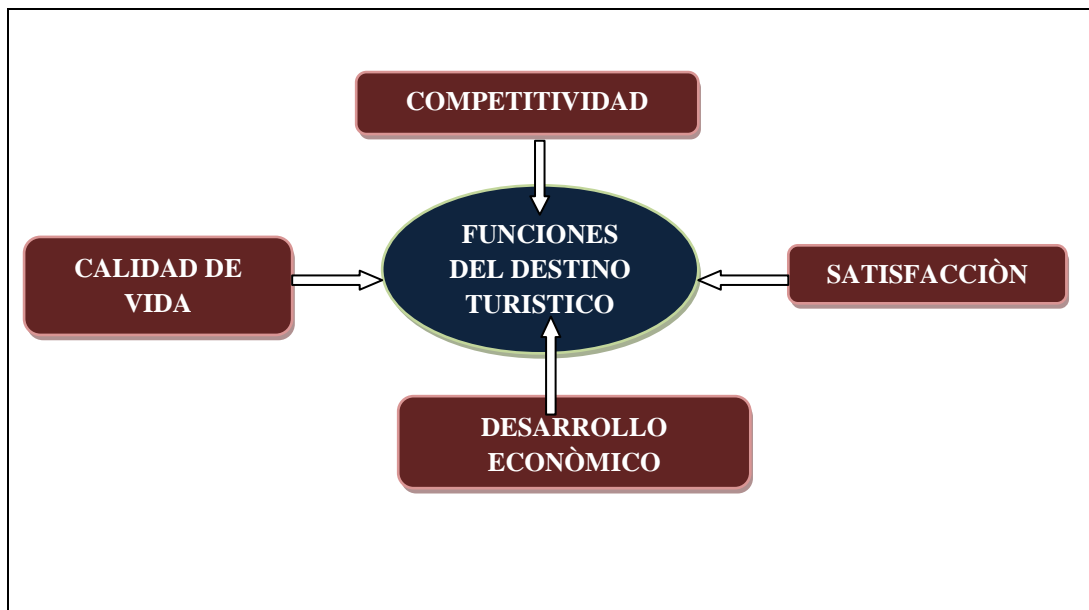 COMPETITIVIDAD
FUNCIONES
DEL DESTINO
TURISTICO
CALIDAD DE
VIDA
SATISFACCIÒN
DESARROLLO
ECONÒMICO